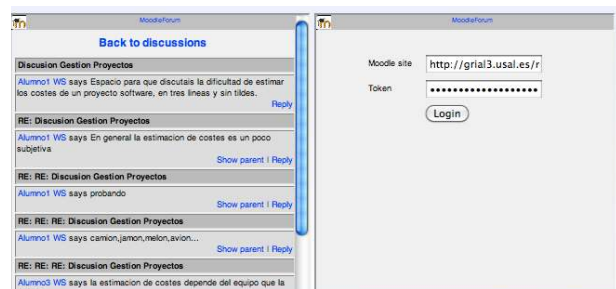 MoodleForum
Back to discussions
Discusion Gestion Proyectos
Alumno1 WS says Espacio para que discutais la dificultad de estimar
los costes de un proyecto software, en tres lineas y sin tildes.
Reply
RE: Discusion Gestion Proyectos
Alumno1 WS says En general la estimacion de costes es un poco
subjetiva
Show parent | Reply
RE: RE: Discusion Gestion Proyectos
Alumno1 WS says probando
Show parent | Reply
RE: RE: RE: Discusion Gestion Proyectos
Alumno1 WS says camion,jamon,melon,avion...
Show parent | Reply
RE: RE: RE: Discusion Gestion Proyectos
Alumno3 WS says la estimacion de costes depende del equipo que la
MoodleForum
Moodle site http://grial3.usal.es/r
Token ••••••••••••••••••
Login